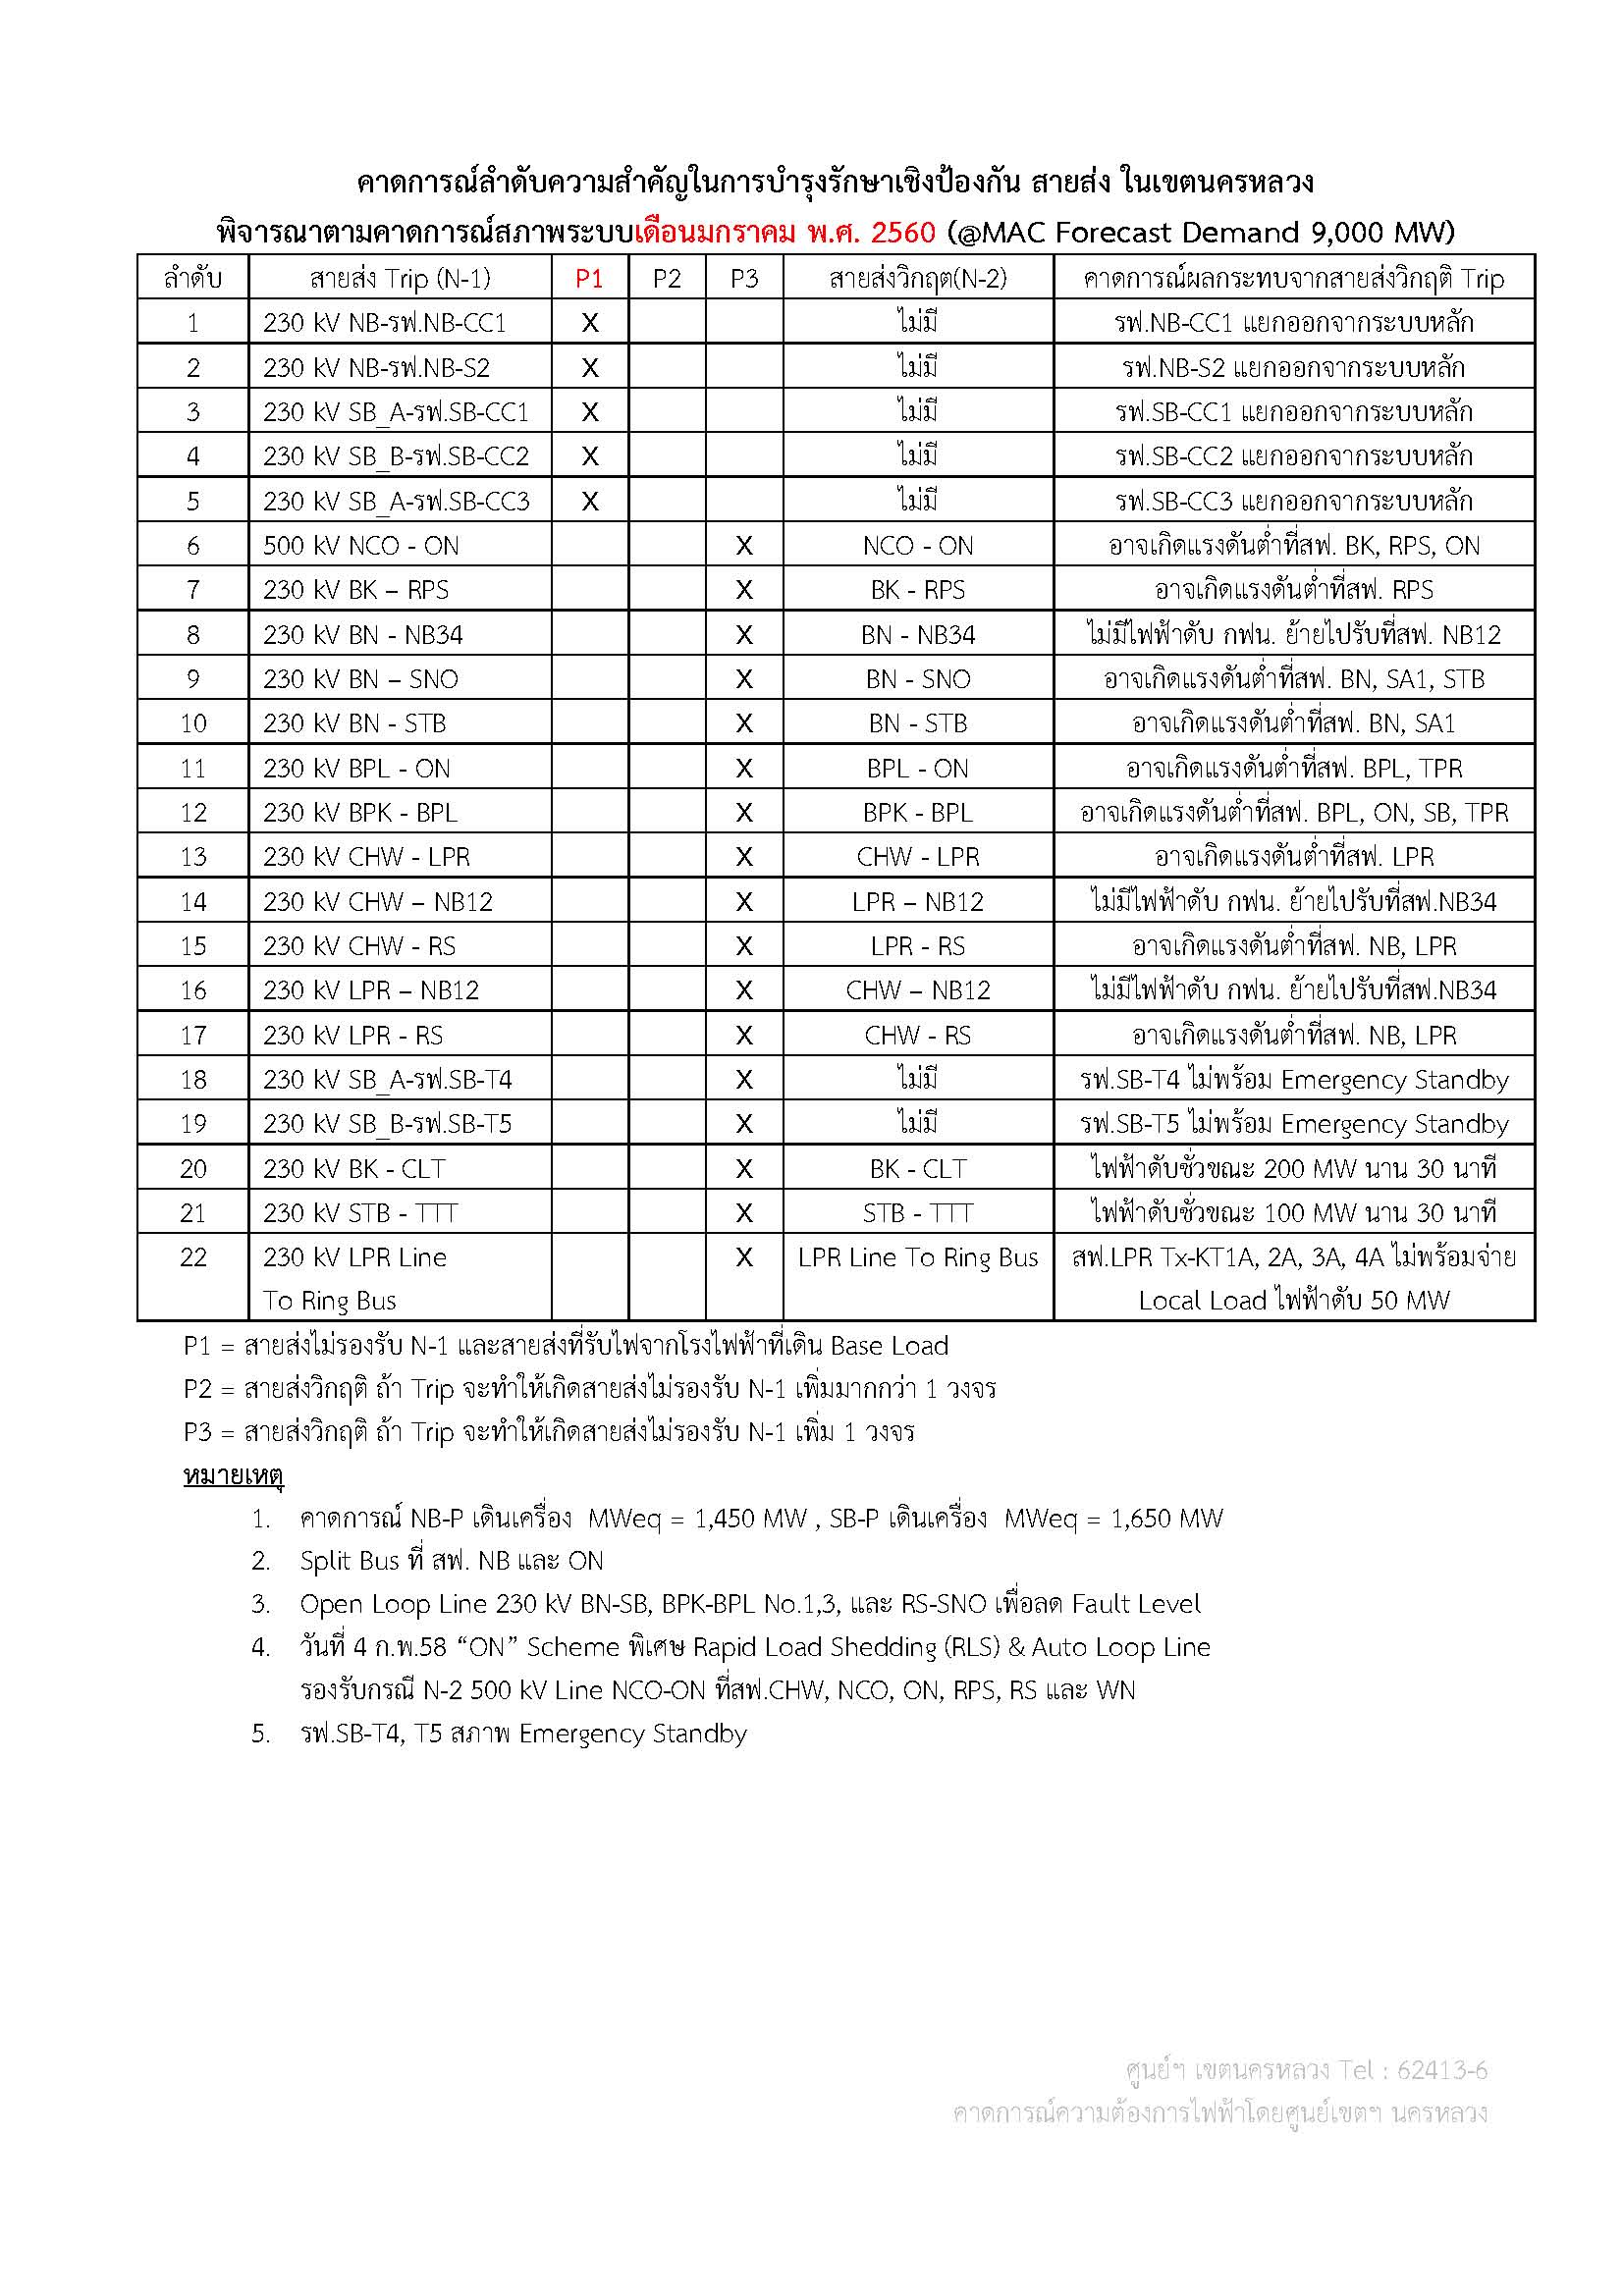 คาดการณ์ลำดับความสำคัญในการบำรุงรักษาเชิงป้องกัน สายส่ง ในเขตนครหลวง
พิจารณาตามคาดการณ์สภาพระบบเดือนมกราคม พ.ศ. 2560 (@MAC Forecast Demand 9,000 MW)
ลำดับ สายส่ง Trip (N-1) P1 P2 P3 สายส่งวิกฤต(N-2) คาดการณ์ผลกระทบจากสายส่งวิกฤติ Trip
1 230 kV NB-รฟ.NB-CC1 X ไม่มี รฟ.NB-CC1 แยกออกจากระบบหลัก
2 230 kV NB-รฟ.NB-S2 X ไม่มี รฟ.NB-S2 แยกออกจากระบบหลัก
3 230 kV SB_A-รฟ.SB-CC1 X ไม่มี รฟ.SB-CC1 แยกออกจากระบบหลัก
4 230 kV SB_B-รฟ.SB-CC2 X ไม่มี รฟ.SB-CC2 แยกออกจากระบบหลัก
5 230 kV SB_A-รฟ.SB-CC3 X ไม่มี รฟ.SB-CC3 แยกออกจากระบบหลัก
6 500 kV NCO - ON X NCO - ON อาจเกิดแรงดันต่ำที่สฟ. BK, RPS, ON
7 230 kV BK – RPS X BK - RPS อาจเกิดแรงดันต่ำที่สฟ. RPS
8 230 kV BN - NB34 X BN - NB34 ไม่มีไฟฟ้าดับ กฟน. ย้ายไปรับที่สฟ. NB12
9 230 kV BN – SNO X BN - SNO อาจเกิดแรงดันต่ำที่สฟ. BN, SA1, STB
10 230 kV BN - STB X BN - STB อาจเกิดแรงดันต่ำที่สฟ. BN, SA1
11 230 kV BPL - ON X BPL - ON อาจเกิดแรงดันต่ำที่สฟ. BPL, TPR
12 230 kV BPK - BPL X BPK - BPL อาจเกิดแรงดันต่ำที่สฟ. BPL, ON, SB, TPR
13 230 kV CHW - LPR X CHW - LPR อาจเกิดแรงดันต่ำที่สฟ. LPR
14 230 kV CHW – NB12 X LPR – NB12 ไม่มีไฟฟ้าดับ กฟน. ย้ายไปรับที่สฟ.NB34
15 230 kV CHW - RS X LPR - RS อาจเกิดแรงดันต่ำที่สฟ. NB, LPR
16 230 kV LPR – NB12 X CHW – NB12 ไม่มีไฟฟ้าดับ กฟน. ย้ายไปรับที่สฟ.NB34
17 230 kV LPR - RS X CHW - RS อาจเกิดแรงดันต่ำที่สฟ. NB, LPR
18 230 kV SB_A-รฟ.SB-T4 X ไม่มี รฟ.SB-T4 ไม่พร้อม Emergency Standby
19 230 kV SB_B-รฟ.SB-T5 X ไม่มี รฟ.SB-T5 ไม่พร้อม Emergency Standby
20 230 kV BK - CLT X BK - CLT ไฟฟ้าดับชั่วขณะ 200 MW นาน 30 นาที
21 230 kV STB - TTT X STB - TTT ไฟฟ้าดับชั่วขณะ 100 MW นาน 30 นาที
22 230 kV LPR Line X LPR Line To Ring Bus สฟ.LPR Tx-KT1A, 2A, 3A, 4A ไม่พร้อมจ่าย
To Ring Bus Local Load ไฟฟ้าดับ 50 MW
P1 = สายส่งไม่รองรับ N-1 และสายส่งที่รับไฟจากโรงไฟฟ้าที่เดิน Base Load
P2 = สายส่งวิกฤติ ถ้า Trip จะทำให้เกิดสายส่งไม่รองรับ N-1 เพิ่มมากกว่า 1 วงจร
P3 = สายส่งวิกฤติ ถ้า Trip จะทำให้เกิดสายส่งไม่รองรับ N-1 เพิ่ม 1 วงจร
หมายเหตุ
1. คาดการณ์ NB-P เดินเครื่อง MWeq = 1,450 MW , SB-P เดินเครื่อง MWeq = 1,650 MW
2. Split Bus ที่ สฟ. NB และ ON
3. Open Loop Line 230 kV BN-SB, BPK-BPL No.1,3, และ RS-SNO เพื่อลด Fault Level
4. วันที่ 4 ก.พ.58 “ON” Scheme พิเศษ Rapid Load Shedding (RLS) & Auto Loop Line
รองรับกรณี N-2 500 kV Line NCO-ON ที่สฟ.CHW, NCO, ON, RPS, RS และ WN
5. รฟ.SB-T4, T5 สภาพ Emergency Standby
ศูนย์ฯ เขตนครหลวง Tel : 62413-6
คาดการณ์ความต้องการไฟฟ้าโดยศูนย์เขตฯ นครหลวง